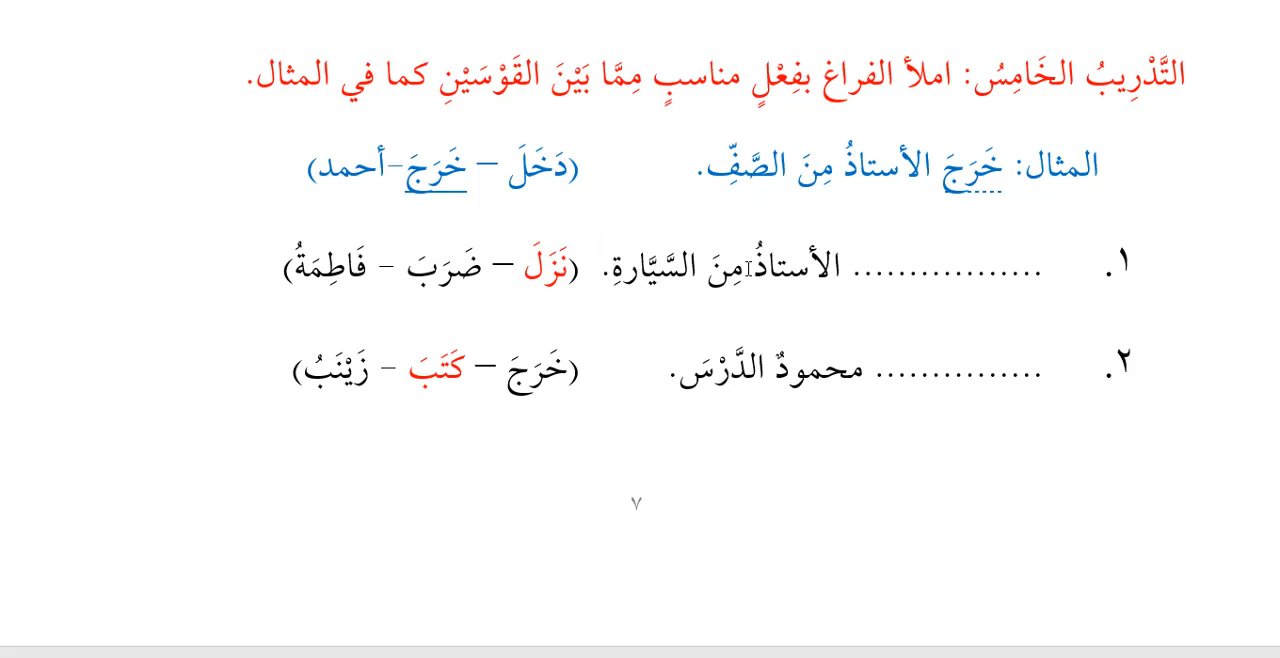 التَّدْرِيبُ الخَامِسُ: املأ الفراغ بفِعْلٍ مناسبٍ مِمَّا بَيْنَ القَوْسَيْنِ كما في المثال.
المثال: خَرَجَ الأستاذُ مِنَ الصَّفِّ. (دَخَلَ – خَرَجَ-أحمد)
١. ................. الأستاذُ مِنَ السَّيَّارةِ. (نَزَلَ – ضَرَبَ - فَاطِمَةُ)
٢. ............... محمودٌ الدَّرْسَ. (خَرَجَ – كَتَبَ - زَيْنَبُ)
٧